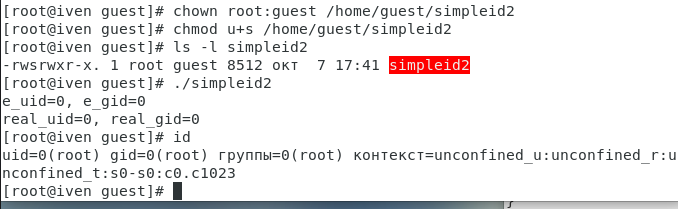 [root@iven guest]# chown root:guest /home/guest/simpleid2
[root@iven guest]# chmod u+s /home/guest/simpleid2
[root@iven guest]# ls -l simpleid2
-rwsrwxr-x. 1 root guest 8512 окт  7 17:41 simpleid2
[root@iven guest]# ./simpleid2
e_uid=0, e_gid=0
real_uid=0, real_gid=0
[root@iven guest]# id
uid=0(root) gid=0(root) группы=0(root) контекст=unconfined_u:unconfined_r:u
nconfined_t:s0-s0:c0.c1023
[root@iven guest]#
}